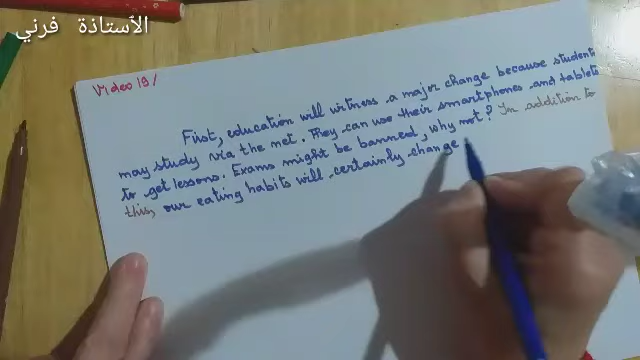 الآستاذة فرني
Video 19/
First, education will witness a major change because students
may study via the net. They can use their smartphones and tablets
to get lessons. Exams might be banned, why not? In addition to
this, our eating habits will certainly change